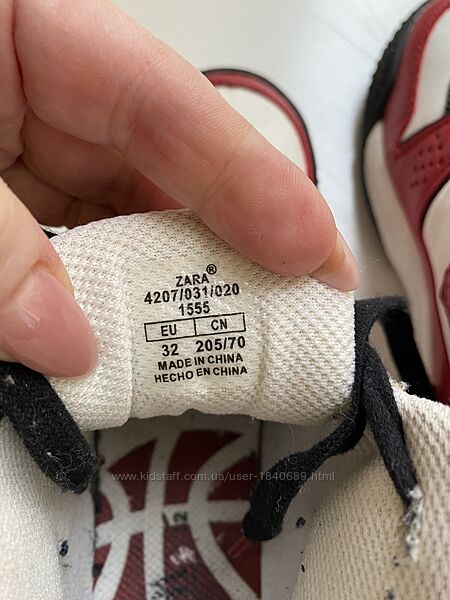 ZARA®
4207/031/020
1555
EU CN
32 205/70
MADE IN CHINA
HECHO EN CHINA
www.kidstaff.com.ua/user-1840689.html